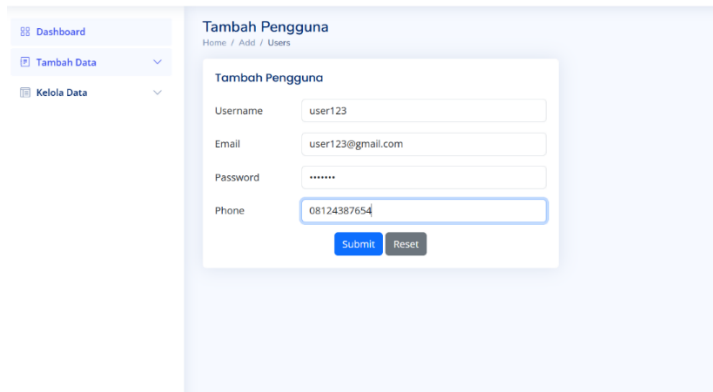 Dashboard
Tambah Data
Kelola Data
Tambah Pengguna
Home / Add / Users
Tambah Pengguna
Username user123
Email user123@gmail.com
Password •••••••
Phone 08124387654
Submit Reset